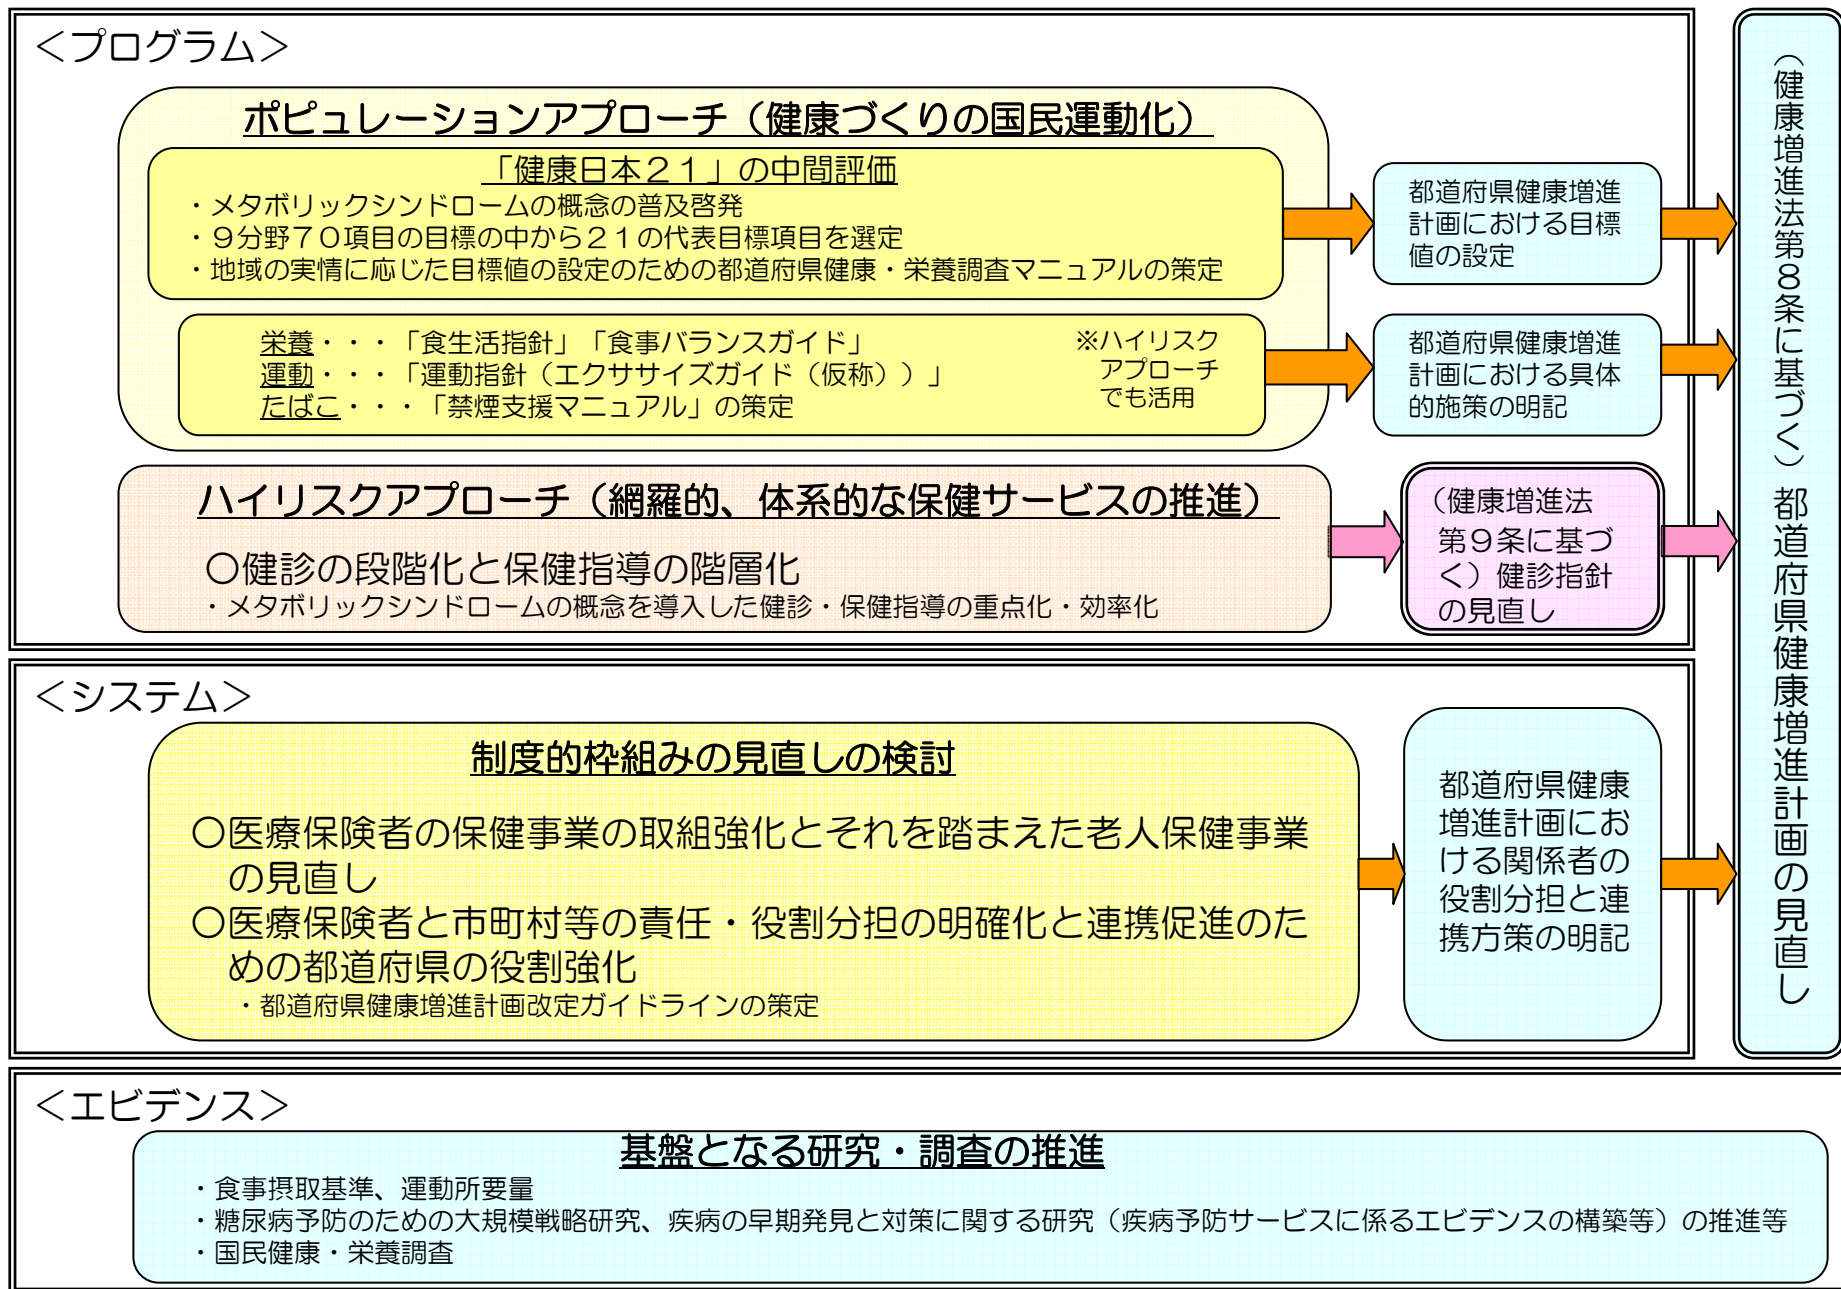 ＜プログラム＞
ポピュレーションアプローチ（健康づくりの国民運動化）
「健康日本２１」の中間評価
・メタボリックシンドロームの概念の普及啓発
・９分野７０項目の目標の中から２１の代表目標項目を選定
・地域の実情に応じた目標値の設定のための都道府県健康・栄養調査マニュアルの策定
都道府県健康増進
計画における目標
値の設定
栄養・・・「食生活指針」「食事バランスガイド」
運動・・・「運動指針（エクササイズガイド（仮称））」
たばこ・・・「禁煙支援マニュアル」の策定
※ハイリスク
アプローチ
でも活用
都道府県健康増進
計画における具体
的施策の明記
ハイリスクアプローチ（網羅的、体系的な保健サービスの推進）
○健診の段階化と保健指導の階層化
・メタボリックシンドロームの概念を導入した健診・保健指導の重点化・効率化
（健康増進法
第９条に基づ
く）健診指針
の見直し
＜システム＞
制度的枠組みの見直しの検討
○医療保険者の保健事業の取組強化とそれを踏まえた老人保健事業
の見直し
○医療保険者と市町村等の責任・役割分担の明確化と連携促進のた
めの都道府県の役割強化
・都道府県健康増進計画改定ガイドラインの策定
都道府県健康
増進計画にお
ける関係者の
役割分担と連
携方策の明記
（健康増進法第８条に基づく）都道府県健康増進計画の見直し
＜エビデンス＞
基盤となる研究・調査の推進
・食事摂取基準、運動所要量
・糖尿病予防のための大規模戦略研究、疾病の早期発見と対策に関する研究（疾病予防サービスに係るエビデンスの構築等）の推進等
・国民健康・栄養調査